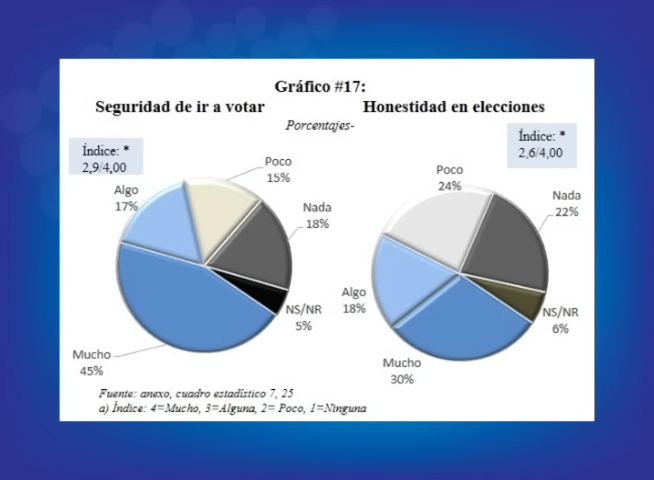 Gráfico #17:
Seguridad de ir a votar
Honestidad en elecciones
Porcentajes-
Índice: *
2,9/4,00
Poco
15%
Algo
17%
Nada
18%
NS/NR
5%
Mucho
45%
Índice: *
2,6/4,00
Poco
24%
Nada
22%
Algo
18%
NS/NR
6%
Mucho
30%
Fuente: anexo, cuadro estadístico 7, 25
a) Índice: 4=Mucho, 3=Alguna, 2= Poco, 1=Ninguna